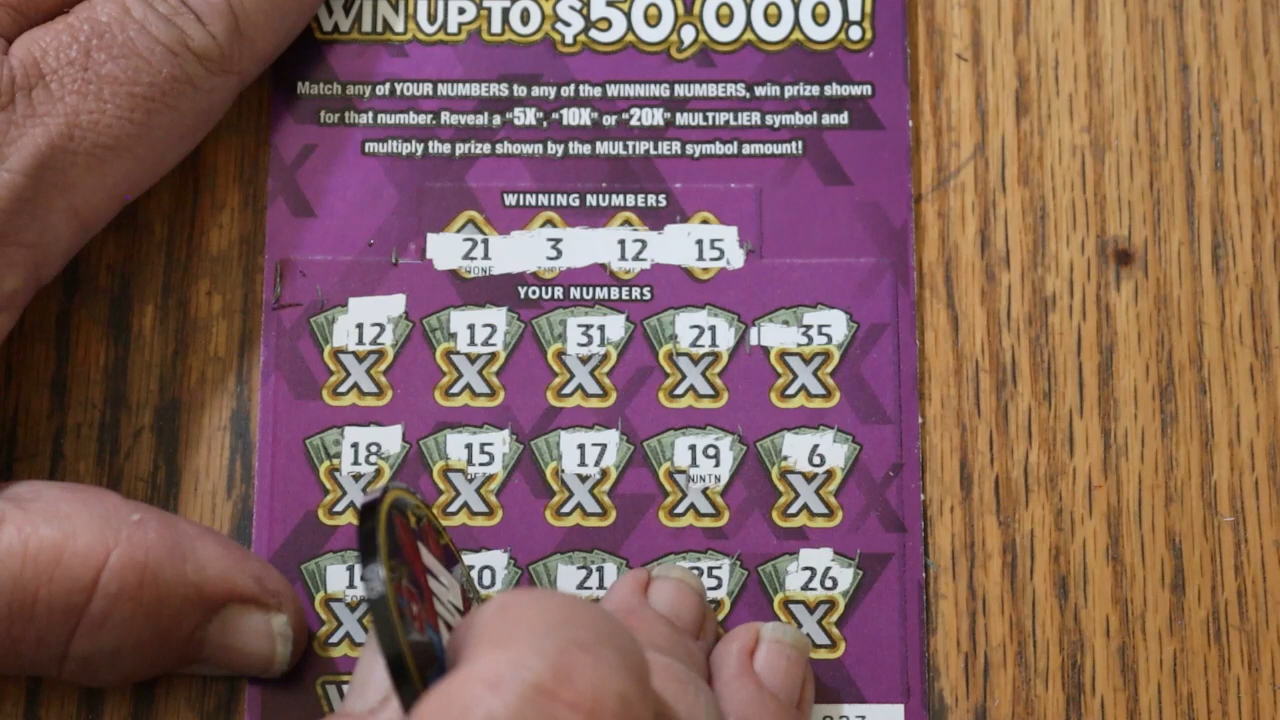 WIN UP TO $50,000!
Match any of YOUR NUMBERS to any of the WINNING NUMBERS, win prize shown
for that number. Reveal a "5X", "10X" or "20X" MULTIPLIER symbol and
multiply the prize shown by the MULTIPLIER symbol amount!
WINNING NUMBERS
21 3 12 15
YOUR NUMBERS
12 12 31 21 35
X X X X X
18 15 17 19 6
NINTN
X X X X X
21 26
X X